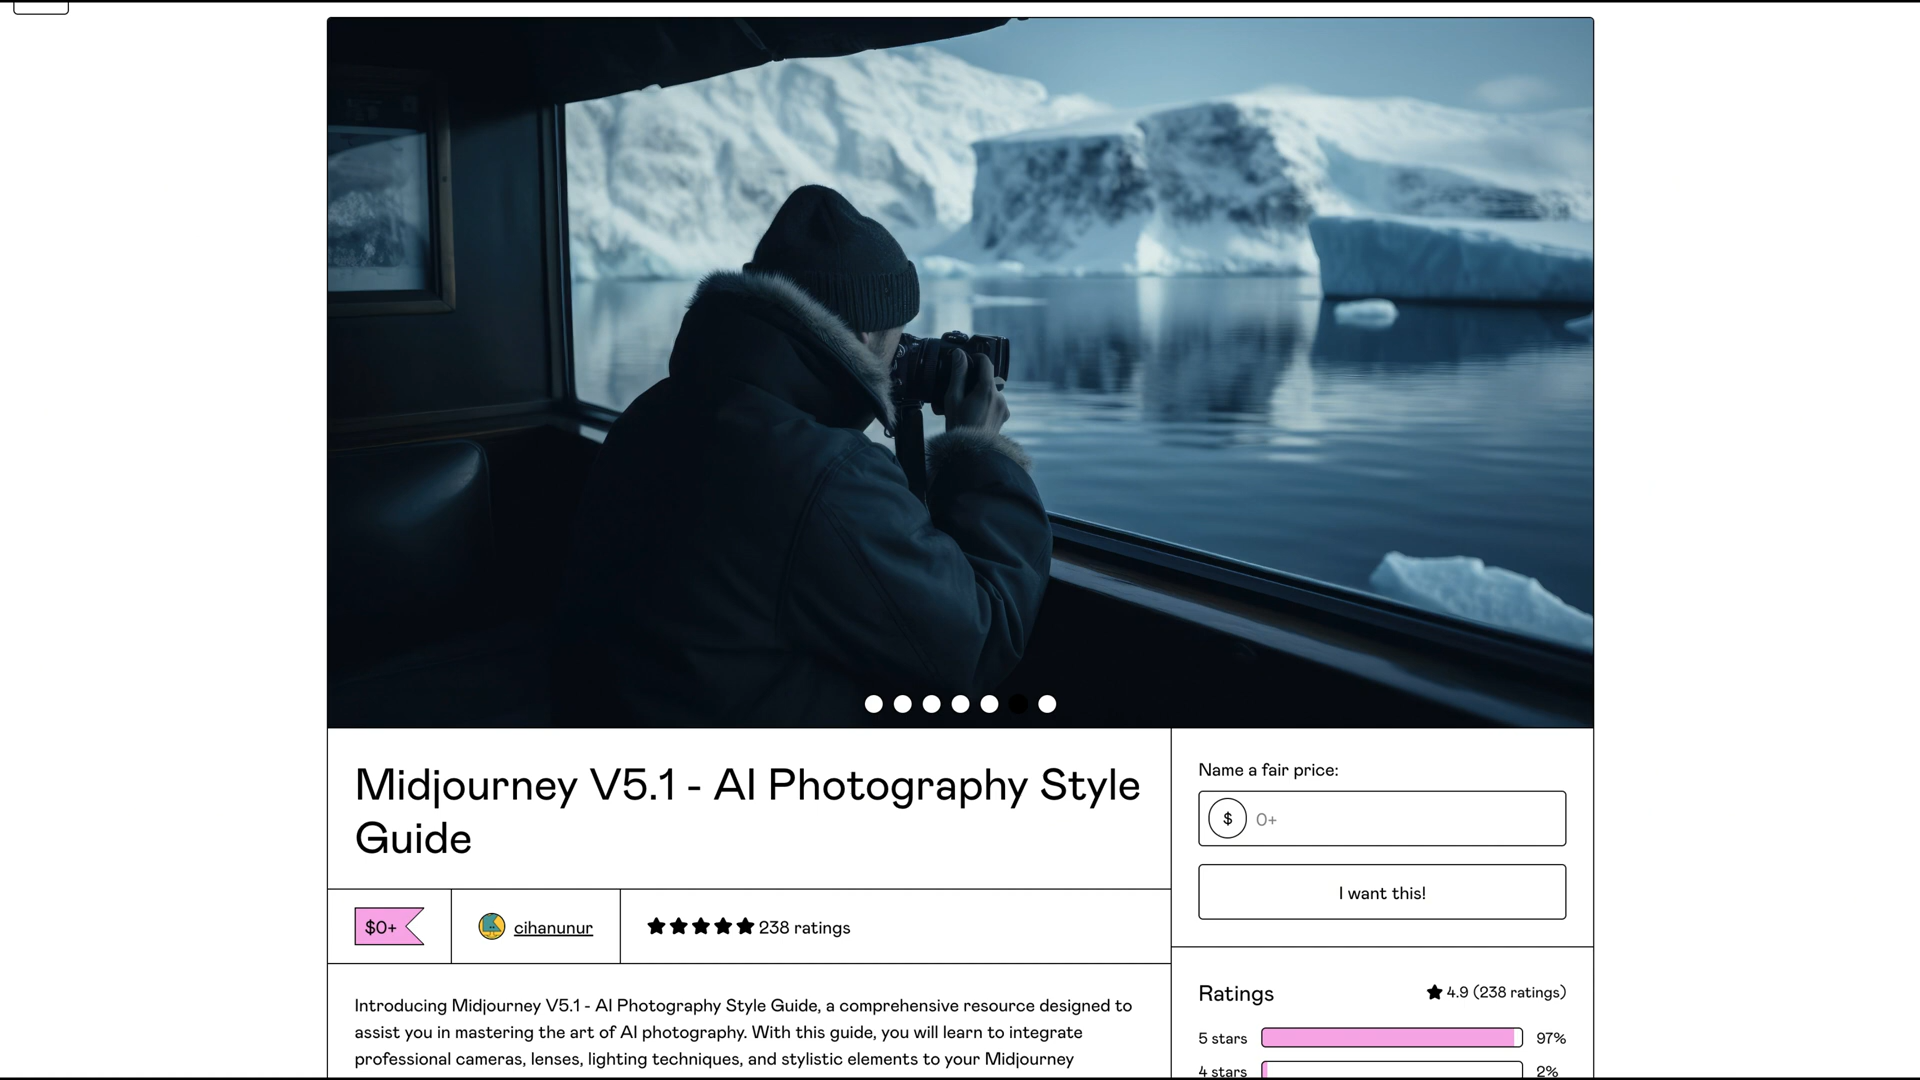 Midjourney V5.1 - AI Photography Style
Guide
$0+
cihanunur
238 ratings
Introducing Midjourney V5.1 - AI Photography Style Guide, a comprehensive resource designed to
assist you in mastering the art of AI photography. With this guide, you will learn to integrate
professional cameras, lenses, lighting techniques, and stylistic elements to your Midjourney
Name a fair price:
$ 0+
I want this!
Ratings
4.9 (238 ratings)
5 stars 97%
4 stars 2%